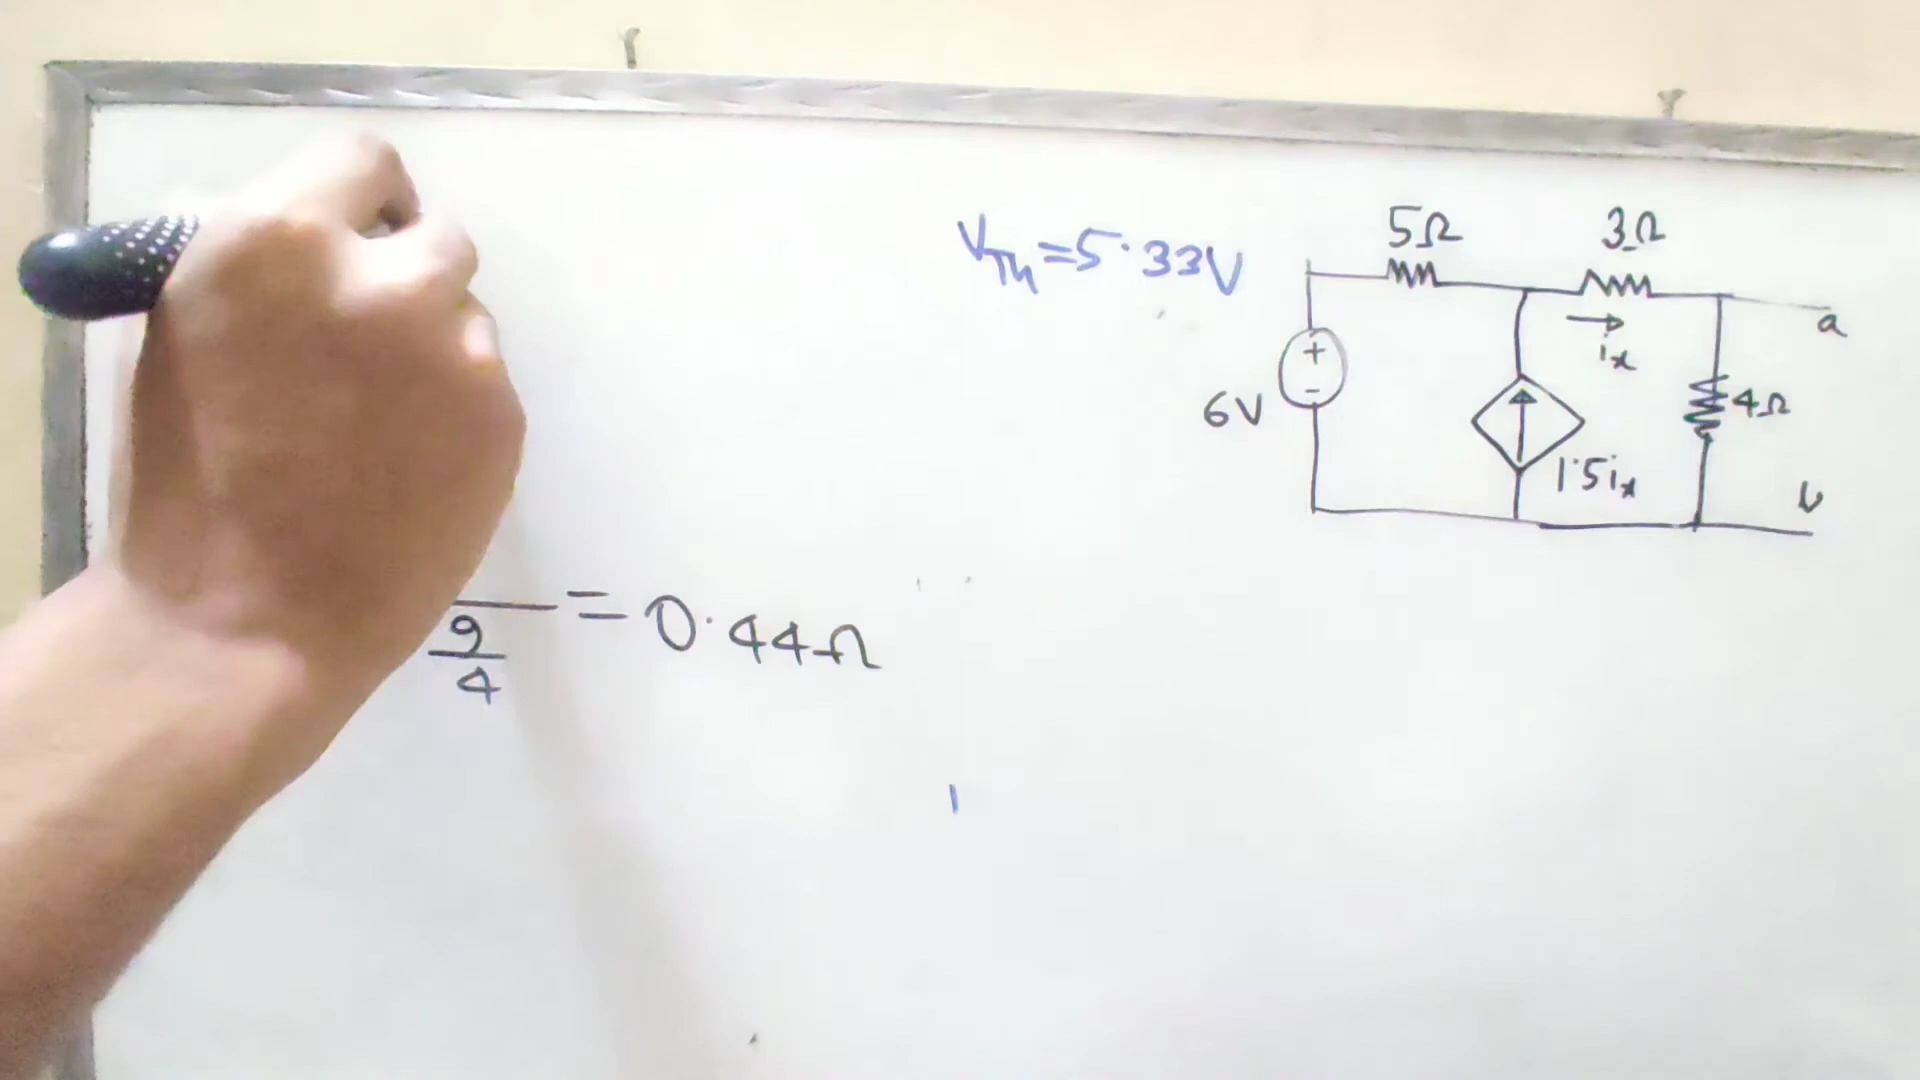 5Ω 3Ω
V_Th = 5.33V
+
-
6V
i_x
a
4Ω
1.5i_x
b
9/4 = 0.44Ω